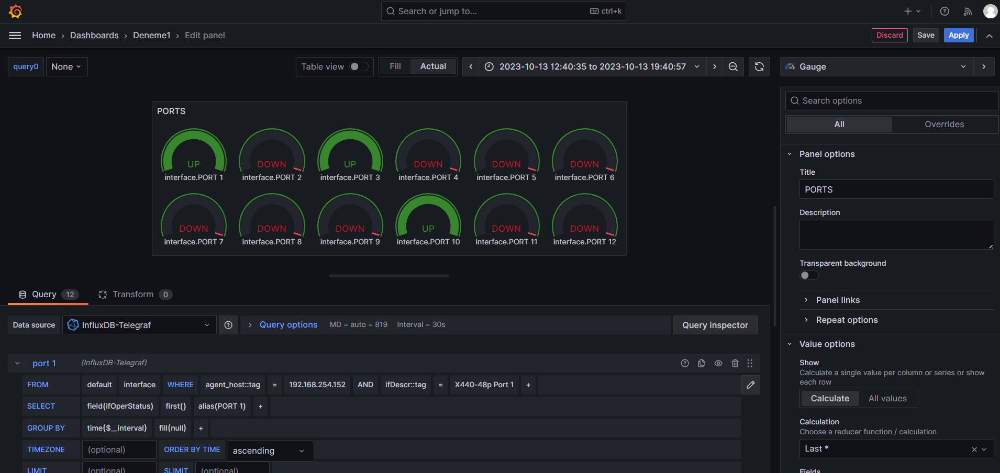 Search or jump to... ctrl+k
Home › Dashboards › Deneme1 › Edit panel
Discard Save Apply
query0 None
Table view Fill Actual 2023-10-13 12:40:35 to 2023-10-13 19:40:57
Gauge
PORTS
UP DOWN UP DOWN DOWN DOWN
interface.PORT 1 interface.PORT 2 interface.PORT 3 interface.PORT 4 interface.PORT 5 interface.PORT 6
DOWN DOWN DOWN UP DOWN DOWN
interface.PORT 7 interface.PORT 8 interface.PORT 9 interface.PORT 10 interface.PORT 11 interface.PORT 12
Query 12 Transform 0
Data source InfluxDB-Telegraf Query options MD = auto = 819 Interval = 30s Query inspector
port 1 (InfluxDB-Telegraf)
FROM default interface WHERE agent_host::tag = 192.168.254.152 AND ifDescr::tag = X440-48p Port 1 +
SELECT field(ifOperStatus) first() alias(PORT 1) +
GROUP BY time($__interval) fill(null) +
TIMEZONE (optional) ORDER BY TIME ascending
LIMIT (optional) SLIMIT (optional)
Search options
All Overrides
Panel options
Title
PORTS
Description
Transparent background
Panel links
Repeat options
Value options
Show
Calculate a single value per column or series or show
each row
Calculate All values
Calculation
Choose a reducer function / calculation
Last *
Fields